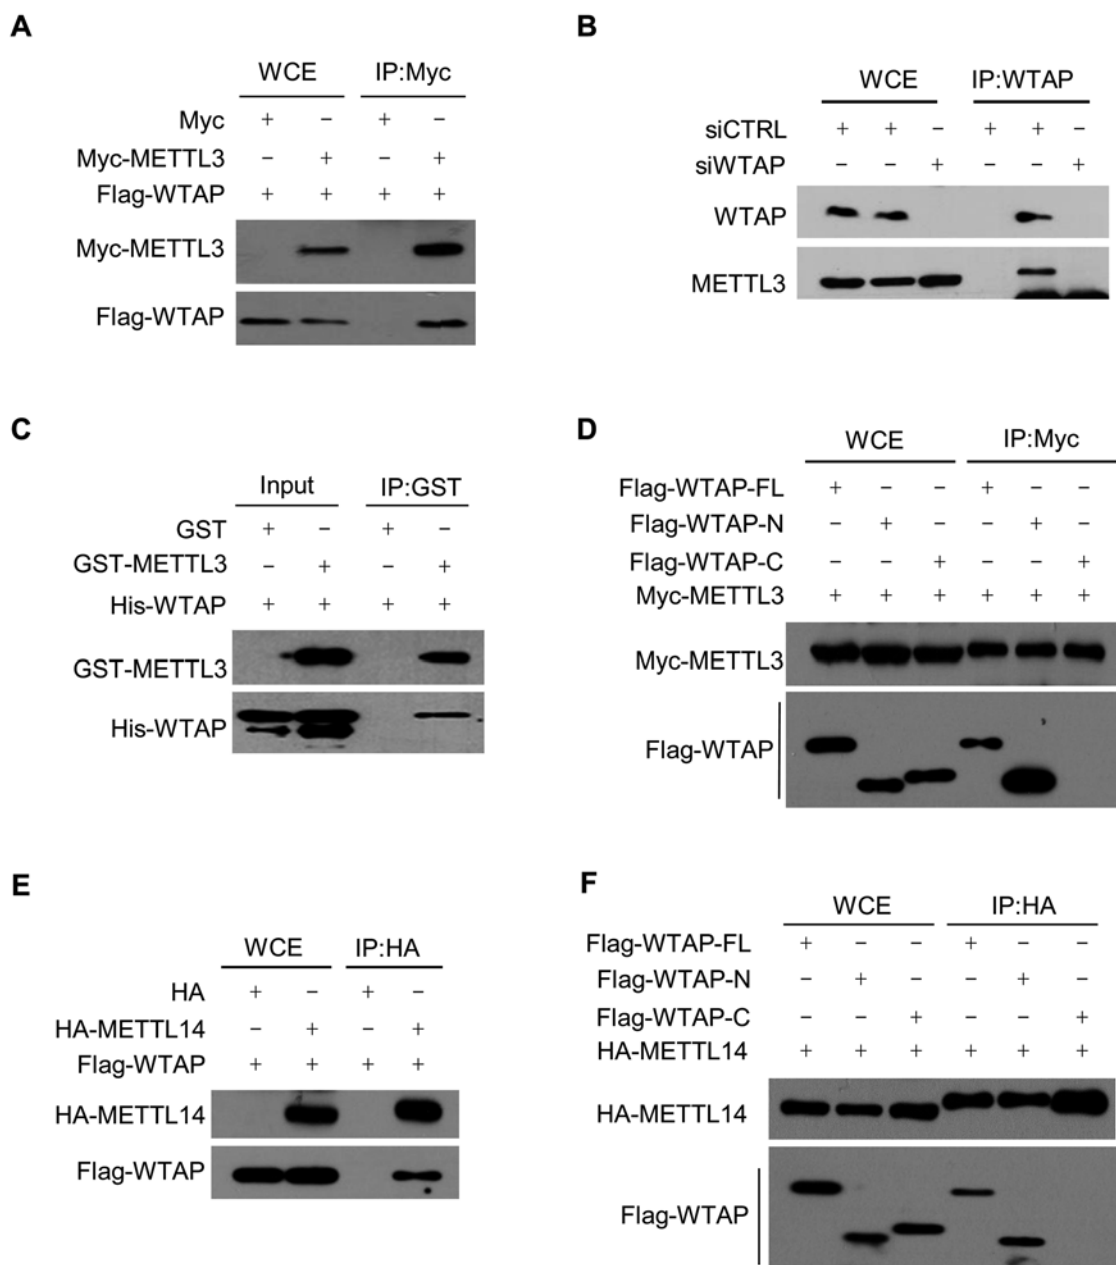 A
WCE IP:Myc
Myc + − + −
Myc-METTL3 − + − +
Flag-WTAP + + + +
Myc-METTL3
Flag-WTAP
B
WCE IP:WTAP
siCTRL + + − + + −
siWTAP − − + − − +
WTAP
METTL3
C
Input IP:GST
GST + − + −
GST-METTL3 − + − +
His-WTAP + + + +
GST-METTL3
His-WTAP
D
WCE IP:Myc
Flag-WTAP-FL + − − + − −
Flag-WTAP-N − + − − + −
Flag-WTAP-C − − + − − +
Myc-METTL3 + + + + + +
Myc-METTL3
Flag-WTAP
E
WCE IP:HA
HA + − + −
HA-METTL14 − + − +
Flag-WTAP + + + +
HA-METTL14
Flag-WTAP
F
WCE IP:HA
Flag-WTAP-FL + − − + − −
Flag-WTAP-N − + − − + −
Flag-WTAP-C − − + − − +
HA-METTL14 + + + + + +
HA-METTL14
Flag-WTAP